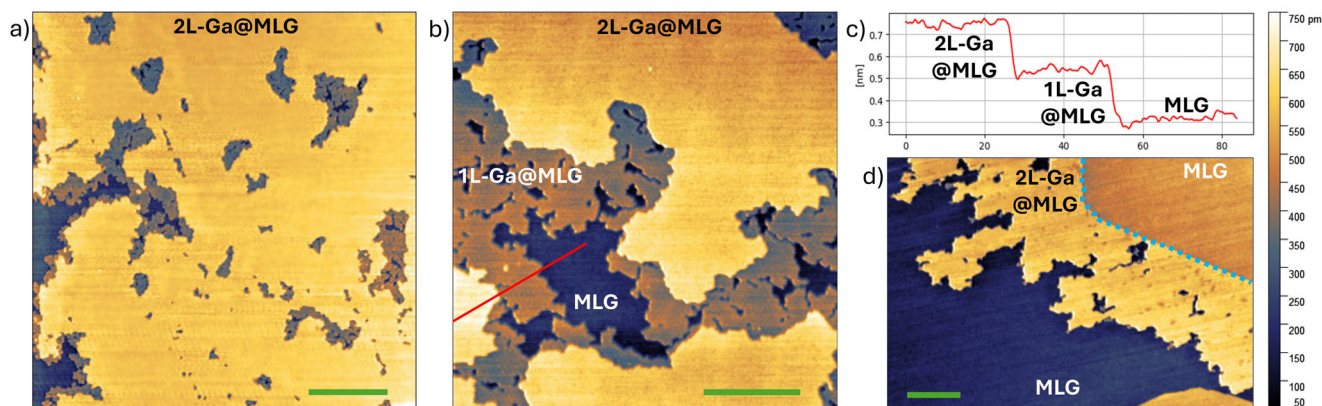 a)
2L-Ga@MLG
b)
2L-Ga@MLG
1L-Ga@MLG
MLG
c)
[nm]
0.7
0.6
0.5
0.4
0.3
2L-Ga
@MLG
1L-Ga
@MLG
MLG
0 20 40 60 80
d)
2L-Ga
@MLG
MLG
MLG
750 pm
700
650
600
550
500
450
400
350
300
250
200
150
100
50